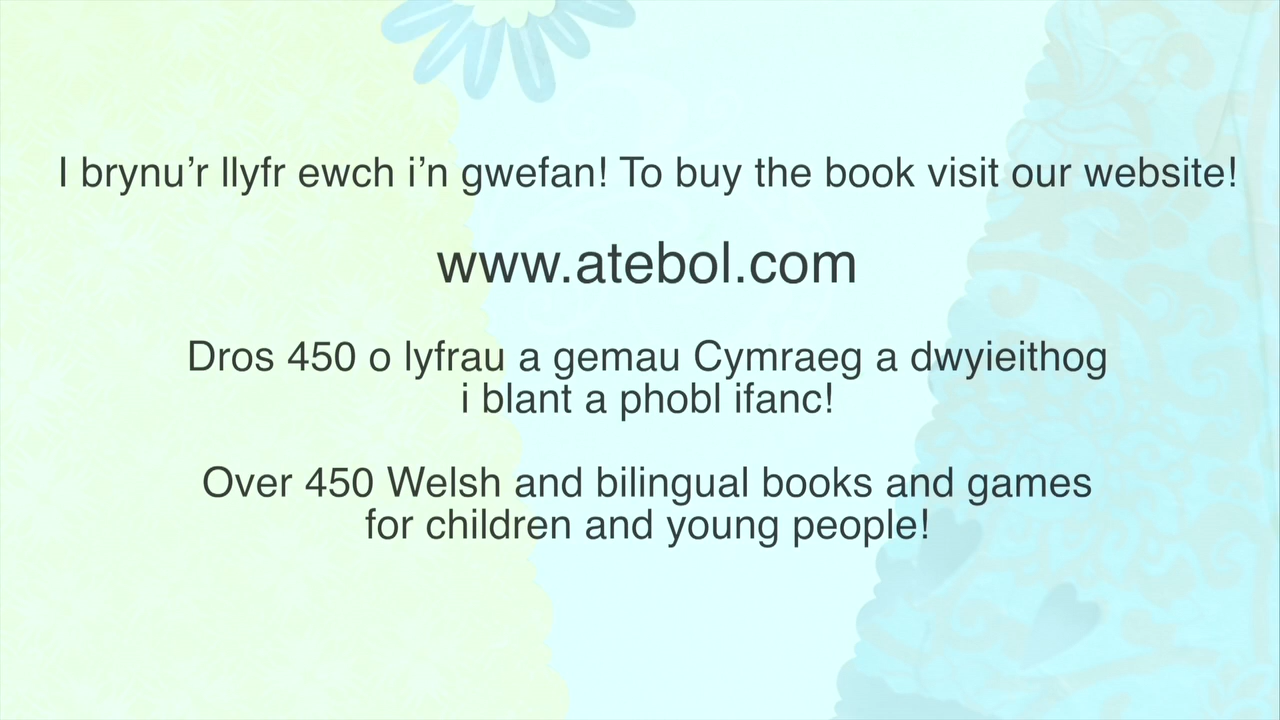 I brynu’r llyfr ewch i’n gwefan! To buy the book visit our website!
www.atebol.com
Dros 450 o lyfrau a gemau Cymraeg a dwyieithog
i blant a phobl ifanc!
Over 450 Welsh and bilingual books and games
for children and young people!